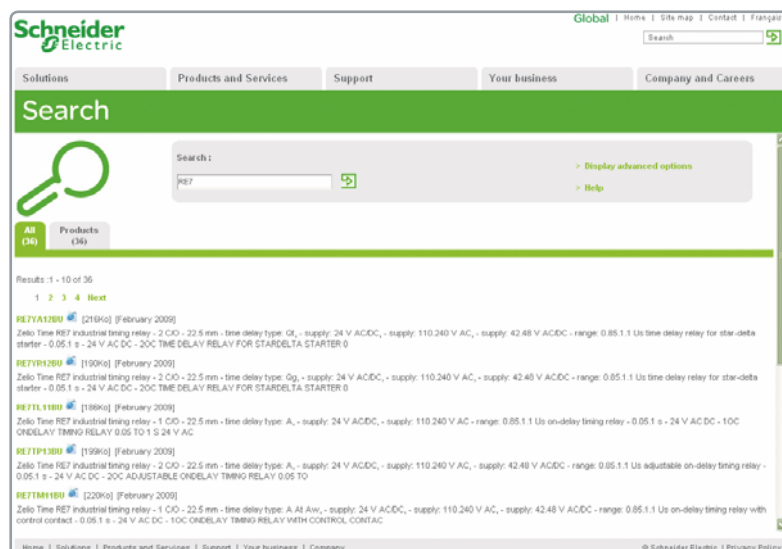 Schneider Electric
Global | Home | Site map | Contact | Français
Search
Solutions
Products and Services
Support
Your business
Company and Careers
Search
Search :
RE7
> Display advanced options
> Help
All (36)
Products (36)
Results :1 - 10 of 36
1 2 3 4 Next
RE7YA12BU [216Ko] [February 2009]
Zelio Time RE7 industrial timing relay - 2 C/O - 22.5 mm - time delay type: Qt, - supply: 24 V AC/DC, - supply: 110.240 V AC, - supply: 42.48 V AC/DC - range: 0.05.1.1 Us time delay relay for star-delta
starter - 0.05.1 s - 24 V AC DC - 2OC TIME DELAY RELAY FOR STARDELTA STARTER 0
RE7YR12BU [190Ko] [February 2009]
Zelio Time RE7 industrial timing relay - 2 C/O - 22.5 mm - time delay type: Qg, - supply: 24 V AC/DC, - supply: 110.240 V AC, - supply: 42.48 V AC/DC - range: 0.05.1.1 Us time delay relay for star-delta
starter - 0.05.1 s - 24 V AC DC - 2OC TIME DELAY RELAY FOR STARDELTA STARTER 0
RE7TL11BU [186Ko] [February 2009]
Zelio Time RE7 industrial timing relay - 1 C/O - 22.5 mm - time delay type: A, - supply: 24 V AC/DC, - supply: 110.240 V AC - range: 0.05.1.1 Us on-delay timing relay - 0.05.1 s - 24 V AC DC - 1OC
ONDELAY TIMING RELAY 0.05 TO 1 S 24 V AC
RE7TP13BU [199Ko] [February 2009]
Zelio Time RE7 industrial timing relay - 2 C/O - 22.5 mm - time delay type: A, - supply: 24 V AC/DC, - supply: 110.240 V AC, - supply: 42.48 V AC/DC - range: 0.05.1.1 Us adjustable on-delay timing relay -
0.05.1 s - 24 V AC DC - 2OC ADJUSTABLE ONDELAY TIMING RELAY 0.05 TO
RE7TM11BU [220Ko] [February 2009]
Zelio Time RE7 industrial timing relay - 1 C/O - 22.5 mm - time delay type: A At Aw, - supply: 24 V AC/DC, - supply: 110.240 V AC, - supply: 42.48 V AC/DC - range: 0.05.1.1 Us on-delay timing relay with
control contact - 0.05.1 s - 24 V AC DC - 1OC ONDELAY TIMING RELAY WITH CONTROL CONTAC
Home | Solutions | Products and Services | Support | Your business | Company
© Schneider Electric | Privacy Policy